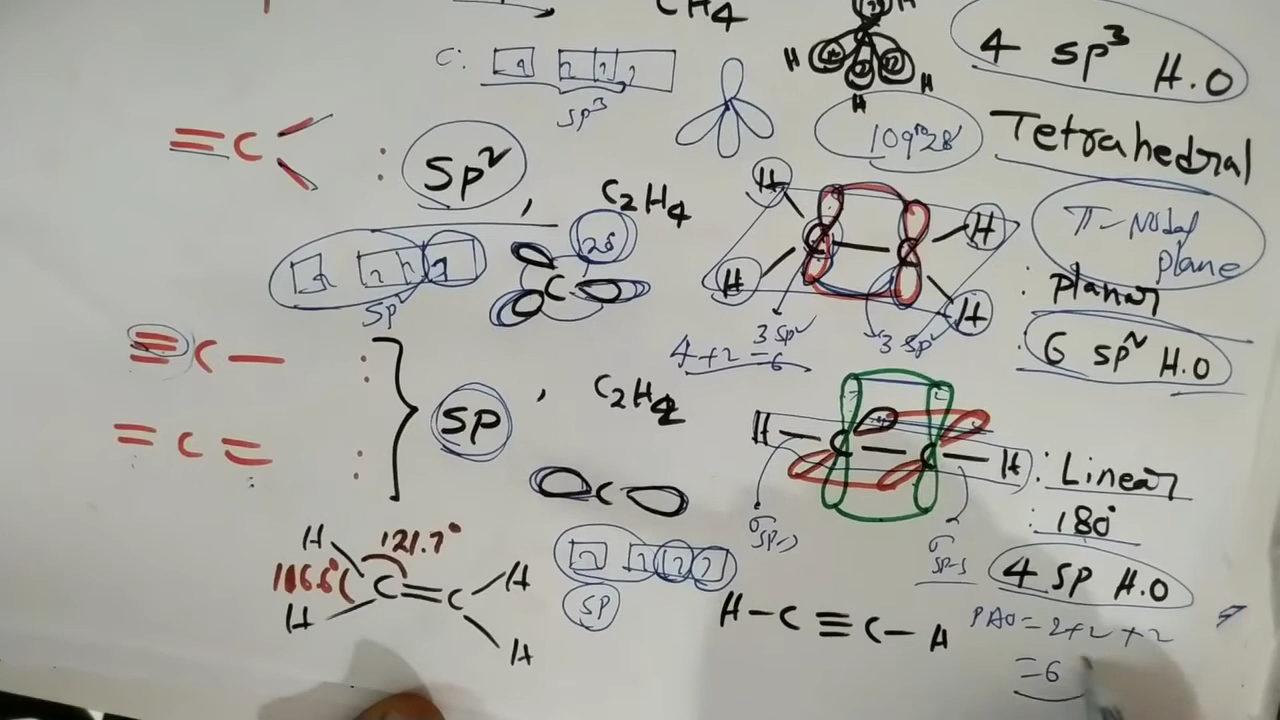 CH4
4 sp³ H.O
C:
sp³
H
H
H
H
109°28'
Tetrahedral
≡C
:
sp²
,
C2H4
2s
sp²
H
H
H
H
C
C
π-Nodal
plane
: planar
3 sp²
3 sp²
4+2=6
: 6 sp² H.O
≡C—
:
=C=
:
sp
,
C2H2
C
H—C—C—H
: Linear
: 180°
σsp-s
σsp-s
4 sp H.O
sp
H
121.7°
116.6°
C=C
H
H
H
H—C≡C—H
PAO=2+2+2
=6